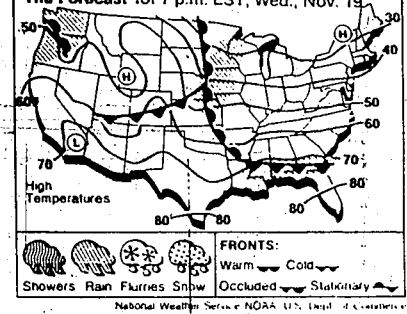 The Forecast for 7 p.m. EST, Wed., Nov. 19
50
H
H
30
40
60
50
60
L
70
70
High
Temperatures
80
80
80
80
FRONTS:
Warm Cold
Showers Rain Flurries Snow
Occluded Stationary
National Weather Service NOAA U.S. Dept. of Commerce